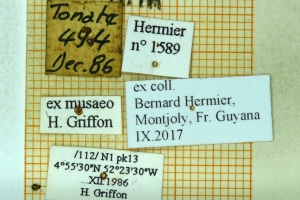 Tonate
494
Dec. 86
Hermier
n° 1589
ex musaeo
H. Griffon
ex coll.
Bernard Hermier,
Montjoly, Fr. Guyana
IX.2017
/112/ N1 pk13
4°55'30"N 52°23'30"W
...XII 1986
H. Griffon